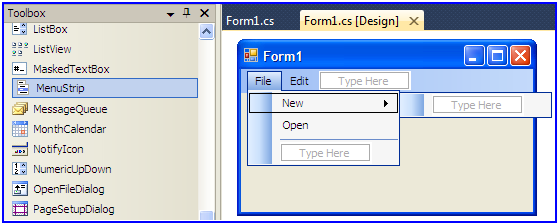 Toolbox
ListBox
ListView
MaskedTextBox
MenuStrip
MessageQueue
MonthCalendar
NotifyIcon
NumericUpDown
OpenFileDialog
PageSetupDialog
Form1.cs Form1.cs [Design]
Form1
File Edit Type Here
New Type Here
Open
Type Here